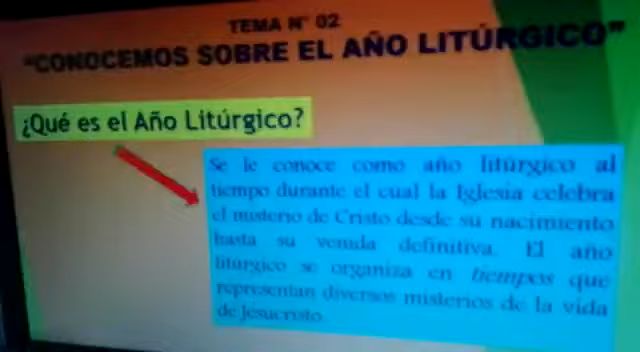 TEMA N° 02
"CONOCEMOS SOBRE EL AÑO LITÚRGICO"
¿Qué es el Año Litúrgico?
Se le conoce como año litúrgico al
tiempo durante el cual la Iglesia celebra
el misterio de Cristo desde su nacimiento
hasta su venida definitiva. El año
litúrgico se organiza en tiempos que
representan diversos misterios de la vida
de Jesucristo.